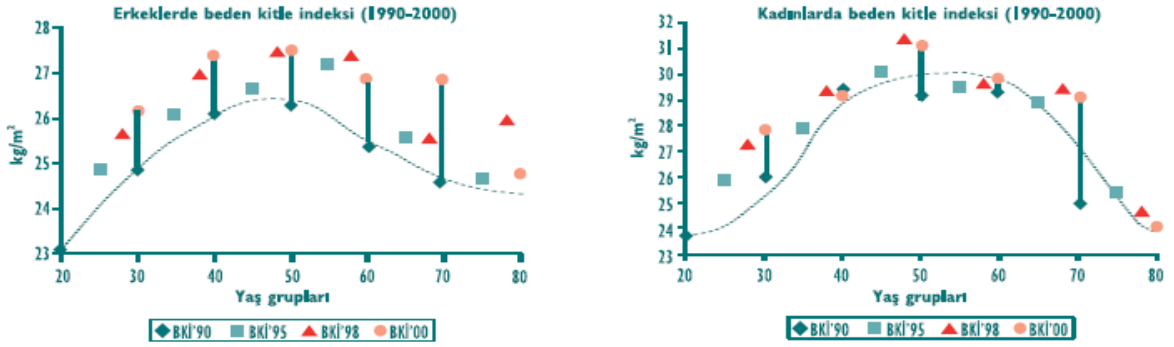 Erkeklerde beden kitle indeksi (1990-2000)
28
27
26
25
24
23
kg/m²
20 30 40 50 60 70 80
Yaş grupları
BKİ'90 BKİ'95 BKİ'98 BKİ'00
Kadınlarda beden kitle indeksi (1990-2000)
32
31
30
29
28
27
26
25
24
23
kg/m²
20 30 40 50 60 70 80
Yaş grupları
BKİ'90 BKİ'95 BKİ'98 BKİ'00